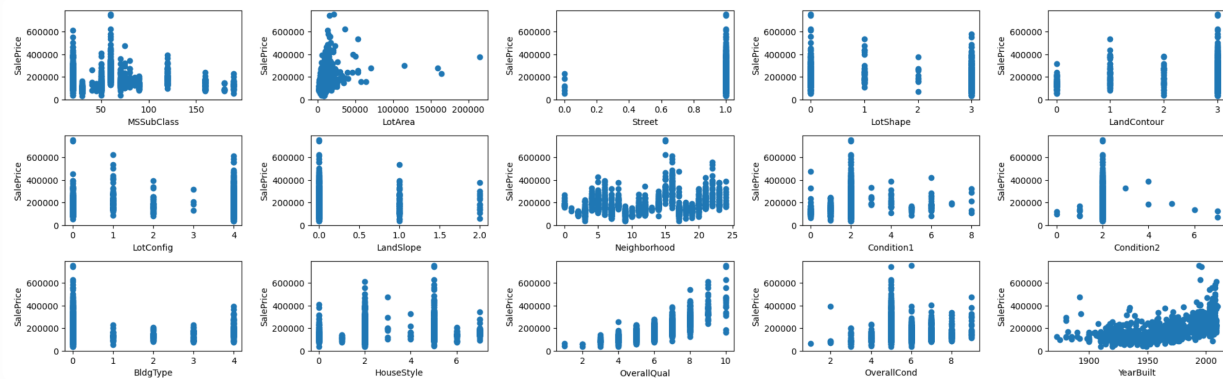 600000
400000
200000
0
SalePrice
50 100 150
MSSubClass
600000
400000
200000
0
SalePrice
0 50000 100000 150000 200000
LotArea
600000
400000
200000
0
SalePrice
0.0 0.2 0.4 0.6 0.8 1.0
Street
600000
400000
200000
0
SalePrice
0 1 2 3
LotShape
600000
400000
200000
0
SalePrice
0 1 2 3
LandContour
600000
400000
200000
0
SalePrice
0 1 2 3 4
LotConfig
600000
400000
200000
0
SalePrice
0.0 0.5 1.0 1.5 2.0
LandSlope
600000
400000
200000
0
SalePrice
0 5 10 15 20 25
Neighborhood
600000
400000
200000
0
SalePrice
0 2 4 6 8
Condition1
600000
400000
200000
0
SalePrice
0 2 4 6
Condition2
600000
400000
200000
0
SalePrice
0 1 2 3 4
BldgType
600000
400000
200000
0
SalePrice
0 2 4 6
HouseStyle
600000
400000
200000
0
SalePrice
2 4 6 8 10
OverallQual
600000
400000
200000
0
SalePrice
2 4 6 8
OverallCond
600000
400000
200000
0
SalePrice
1900 1950 2000
YearBuilt